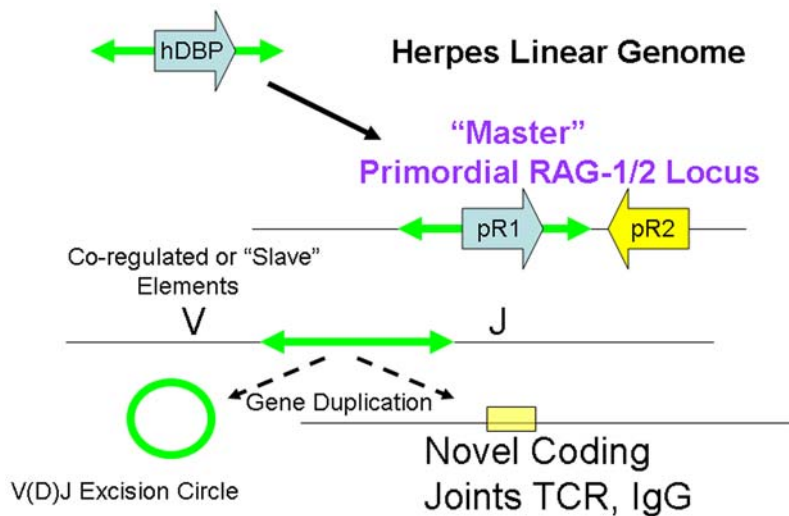 hDBP
Herpes Linear Genome
“Master”
Primordial RAG-1/2 Locus
pR1
pR2
Co-regulated or “Slave”
Elements
V
J
Gene Duplication
V(D)J Excision Circle
Novel Coding
Joints TCR, IgG